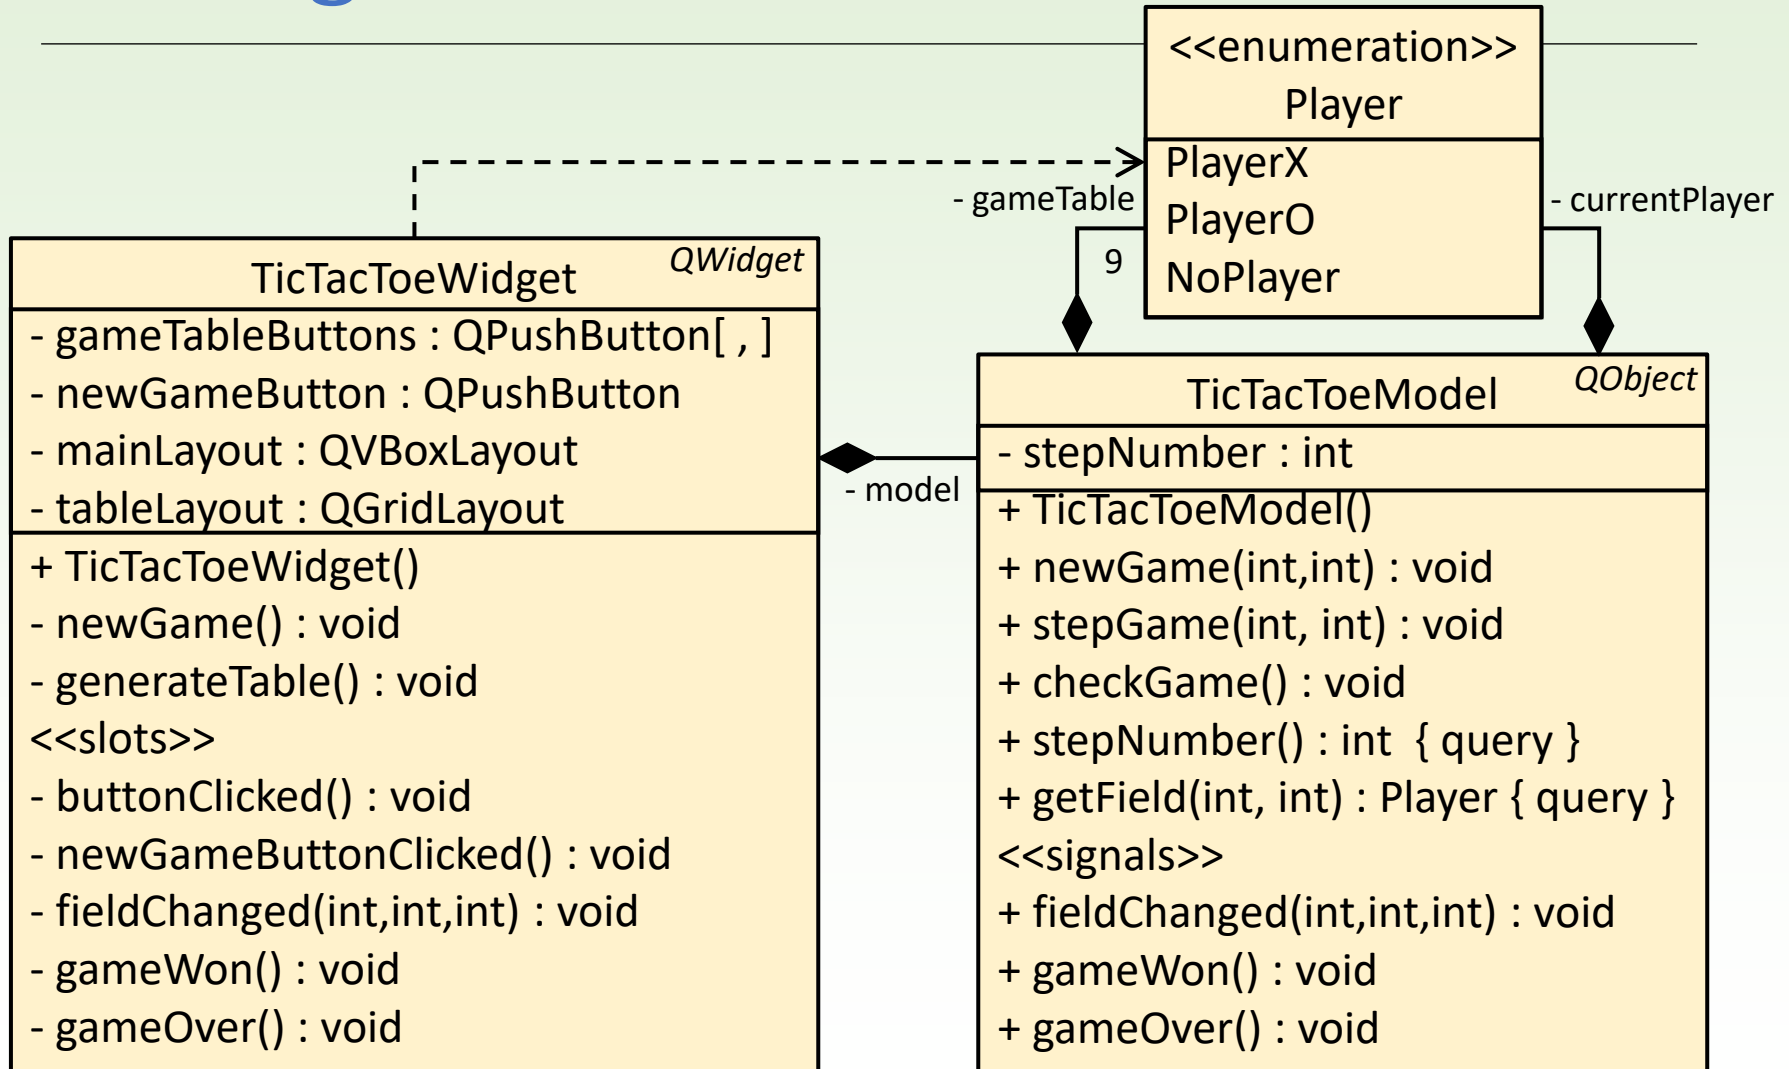 <<enumeration>>
Player
PlayerX
PlayerO
NoPlayer
- gameTable
9
- currentPlayer
TicTacToeWidget
QWidget
- gameTableButtons : QPushButton[ , ]
- newGameButton : QPushButton
- mainLayout : QVBoxLayout
- tableLayout : QGridLayout
+ TicTacToeWidget()
- newGame() : void
- generateTable() : void
<<slots>>
- buttonClicked() : void
- newGameButtonClicked() : void
- fieldChanged(int,int,int) : void
- gameWon() : void
- gameOver() : void
- model
TicTacToeModel
QObject
- stepNumber : int
+ TicTacToeModel()
+ newGame(int,int) : void
+ stepGame(int, int) : void
+ checkGame() : void
+ stepNumber() : int { query }
+ getField(int, int) : Player { query }
<<signals>>
+ fieldChanged(int,int,int) : void
+ gameWon() : void
+ gameOver() : void